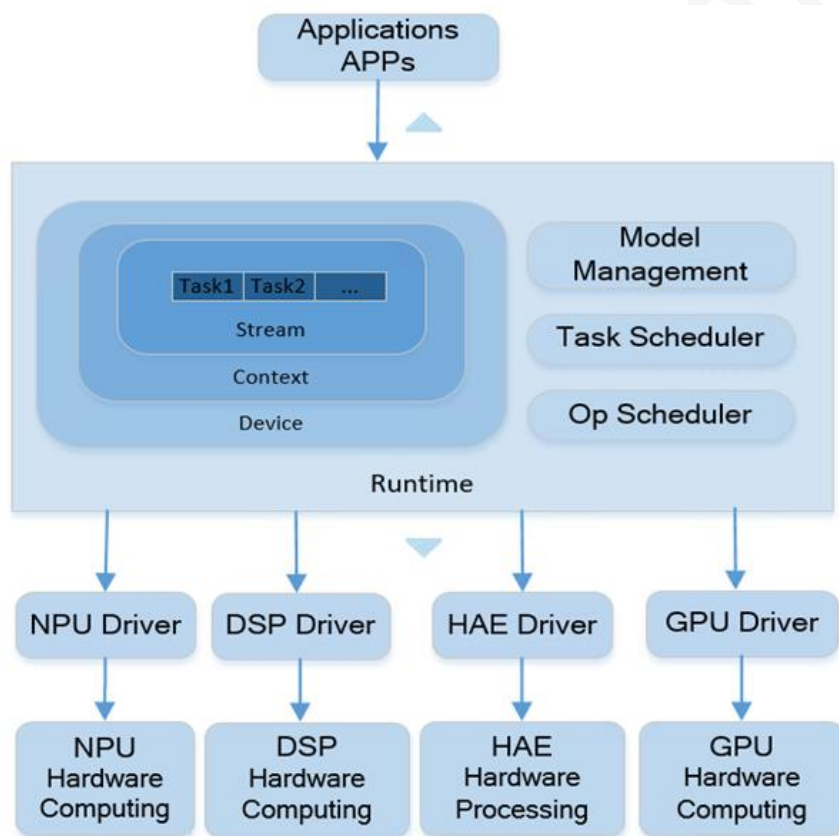 Applications
APPs
Task1 Task2 ...
Stream
Context
Device
Model
Management
Task Scheduler
Op Scheduler
Runtime
NPU Driver
DSP Driver
HAE Driver
GPU Driver
NPU
Hardware
Computing
DSP
Hardware
Computing
HAE
Hardware
Processing
GPU
Hardware
Computing